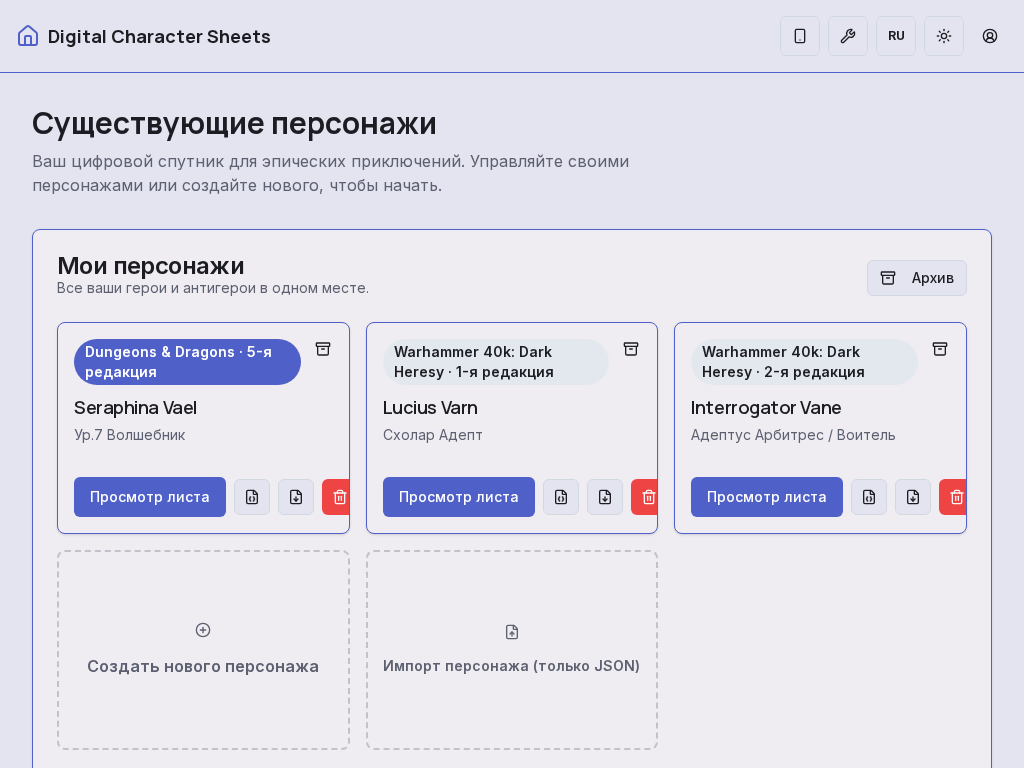 Digital Character Sheets
RU
Существующие персонажи
Ваш цифровой спутник для эпических приключений. Управляйте своими
персонажами или создайте нового, чтобы начать.
Мои персонажи
Все ваши герои и антигерои в одном месте.
Архив
Dungeons & Dragons · 5-я
редакция
Seraphina Vael
Ур.7 Волшебник
Просмотр листа
Warhammer 40k: Dark
Heresy · 1-я редакция
Lucius Varn
Схолар Адепт
Просмотр листа
Warhammer 40k: Dark
Heresy · 2-я редакция
Interrogator Vane
Адептус Арбитрес / Воитель
Просмотр листа
Создать нового персонажа
Импорт персонажа (только JSON)